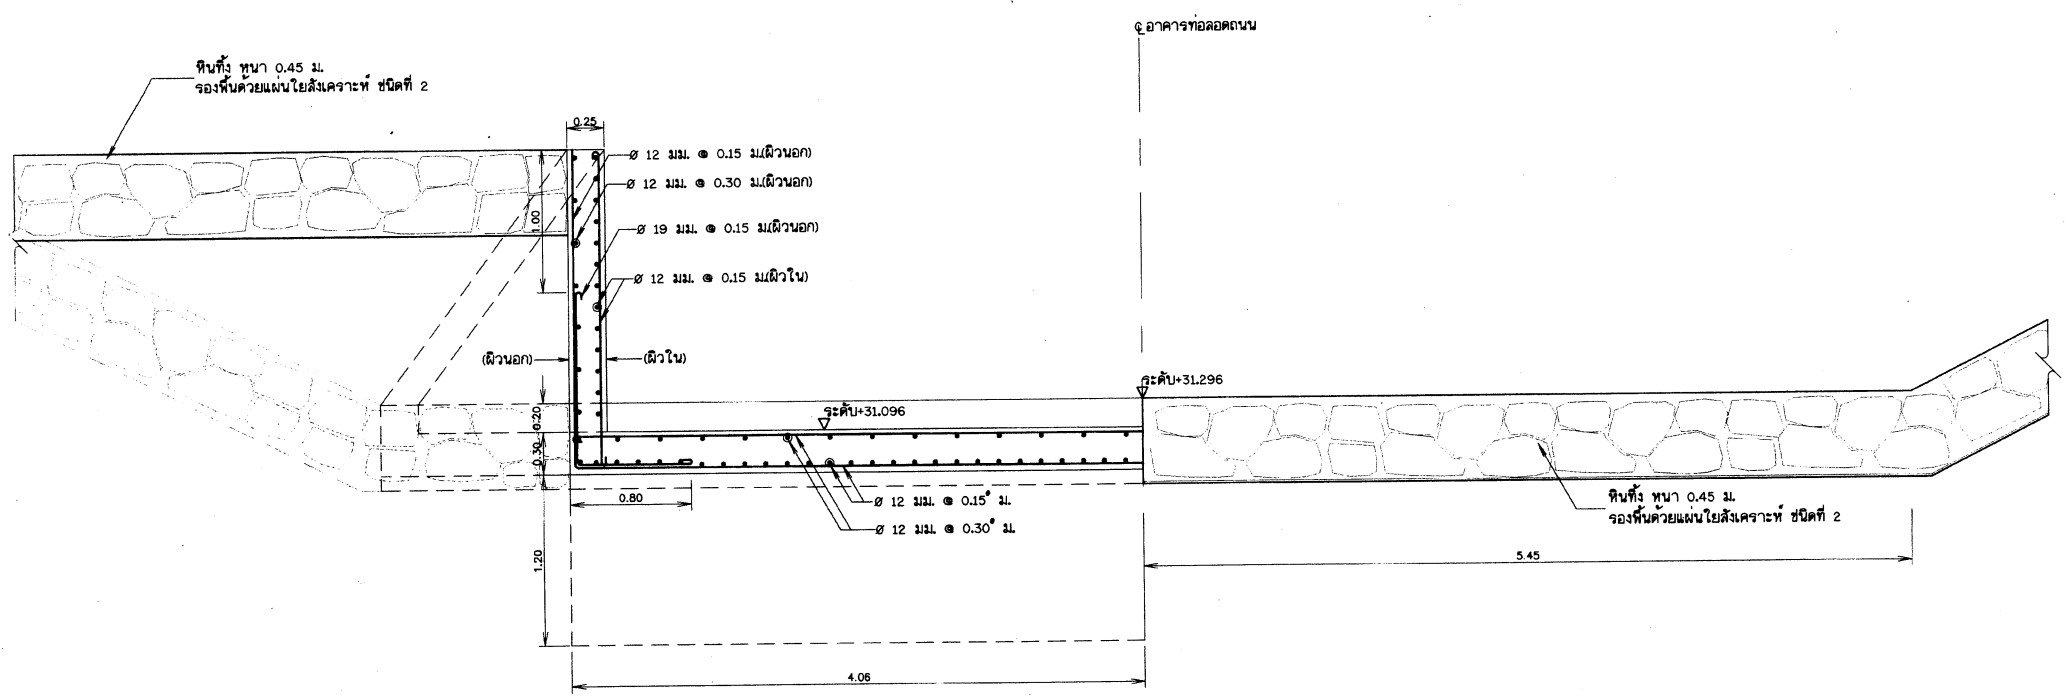 ℄ อาคารท่อลอดถนน
หินทิ้ง หนา 0.45 ม.
รองพื้นด้วยแผ่นใยสังเคราะห์ ชนิดที่ 2
0.25
Ø 12 มม. @ 0.15 ม.(ผิวนอก)
Ø 12 มม. @ 0.30 ม.(ผิวนอก)
1.00
Ø 19 มม. @ 0.15 ม.(ผิวนอก)
Ø 12 มม. @ 0.15 ม.(ผิวใน)
(ผิวนอก)
(ผิวใน)
ระดับ+31.296
0.20
ระดับ+31.096
0.30
0.80
Ø 12 มม. @ 0.15 ม.
Ø 12 มม. @ 0.30 ม.
หินทิ้ง หนา 0.45 ม.
รองพื้นด้วยแผ่นใยสังเคราะห์ ชนิดที่ 2
1.20
5.45
4.06